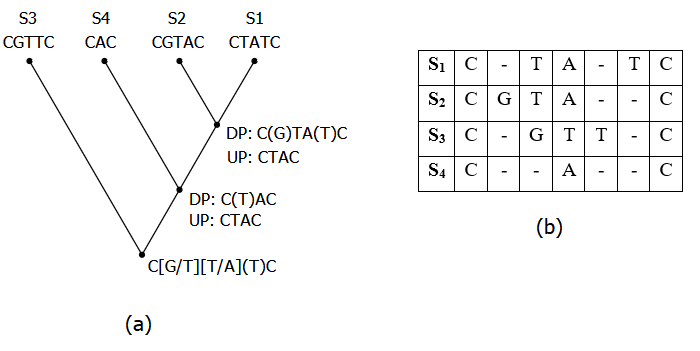 S3 S4 S2 S1
CGTTC CAC CGTAC CTATC
DP: C(G)TA(T)C
UP: CTAC
DP: C(T)AC
UP: CTAC
C[G/T][T/A](T)C
(a)
S1 C - T A - T C
S2 C G T A - - C
S3 C - G T T - C
S4 C - - A - - C
(b)